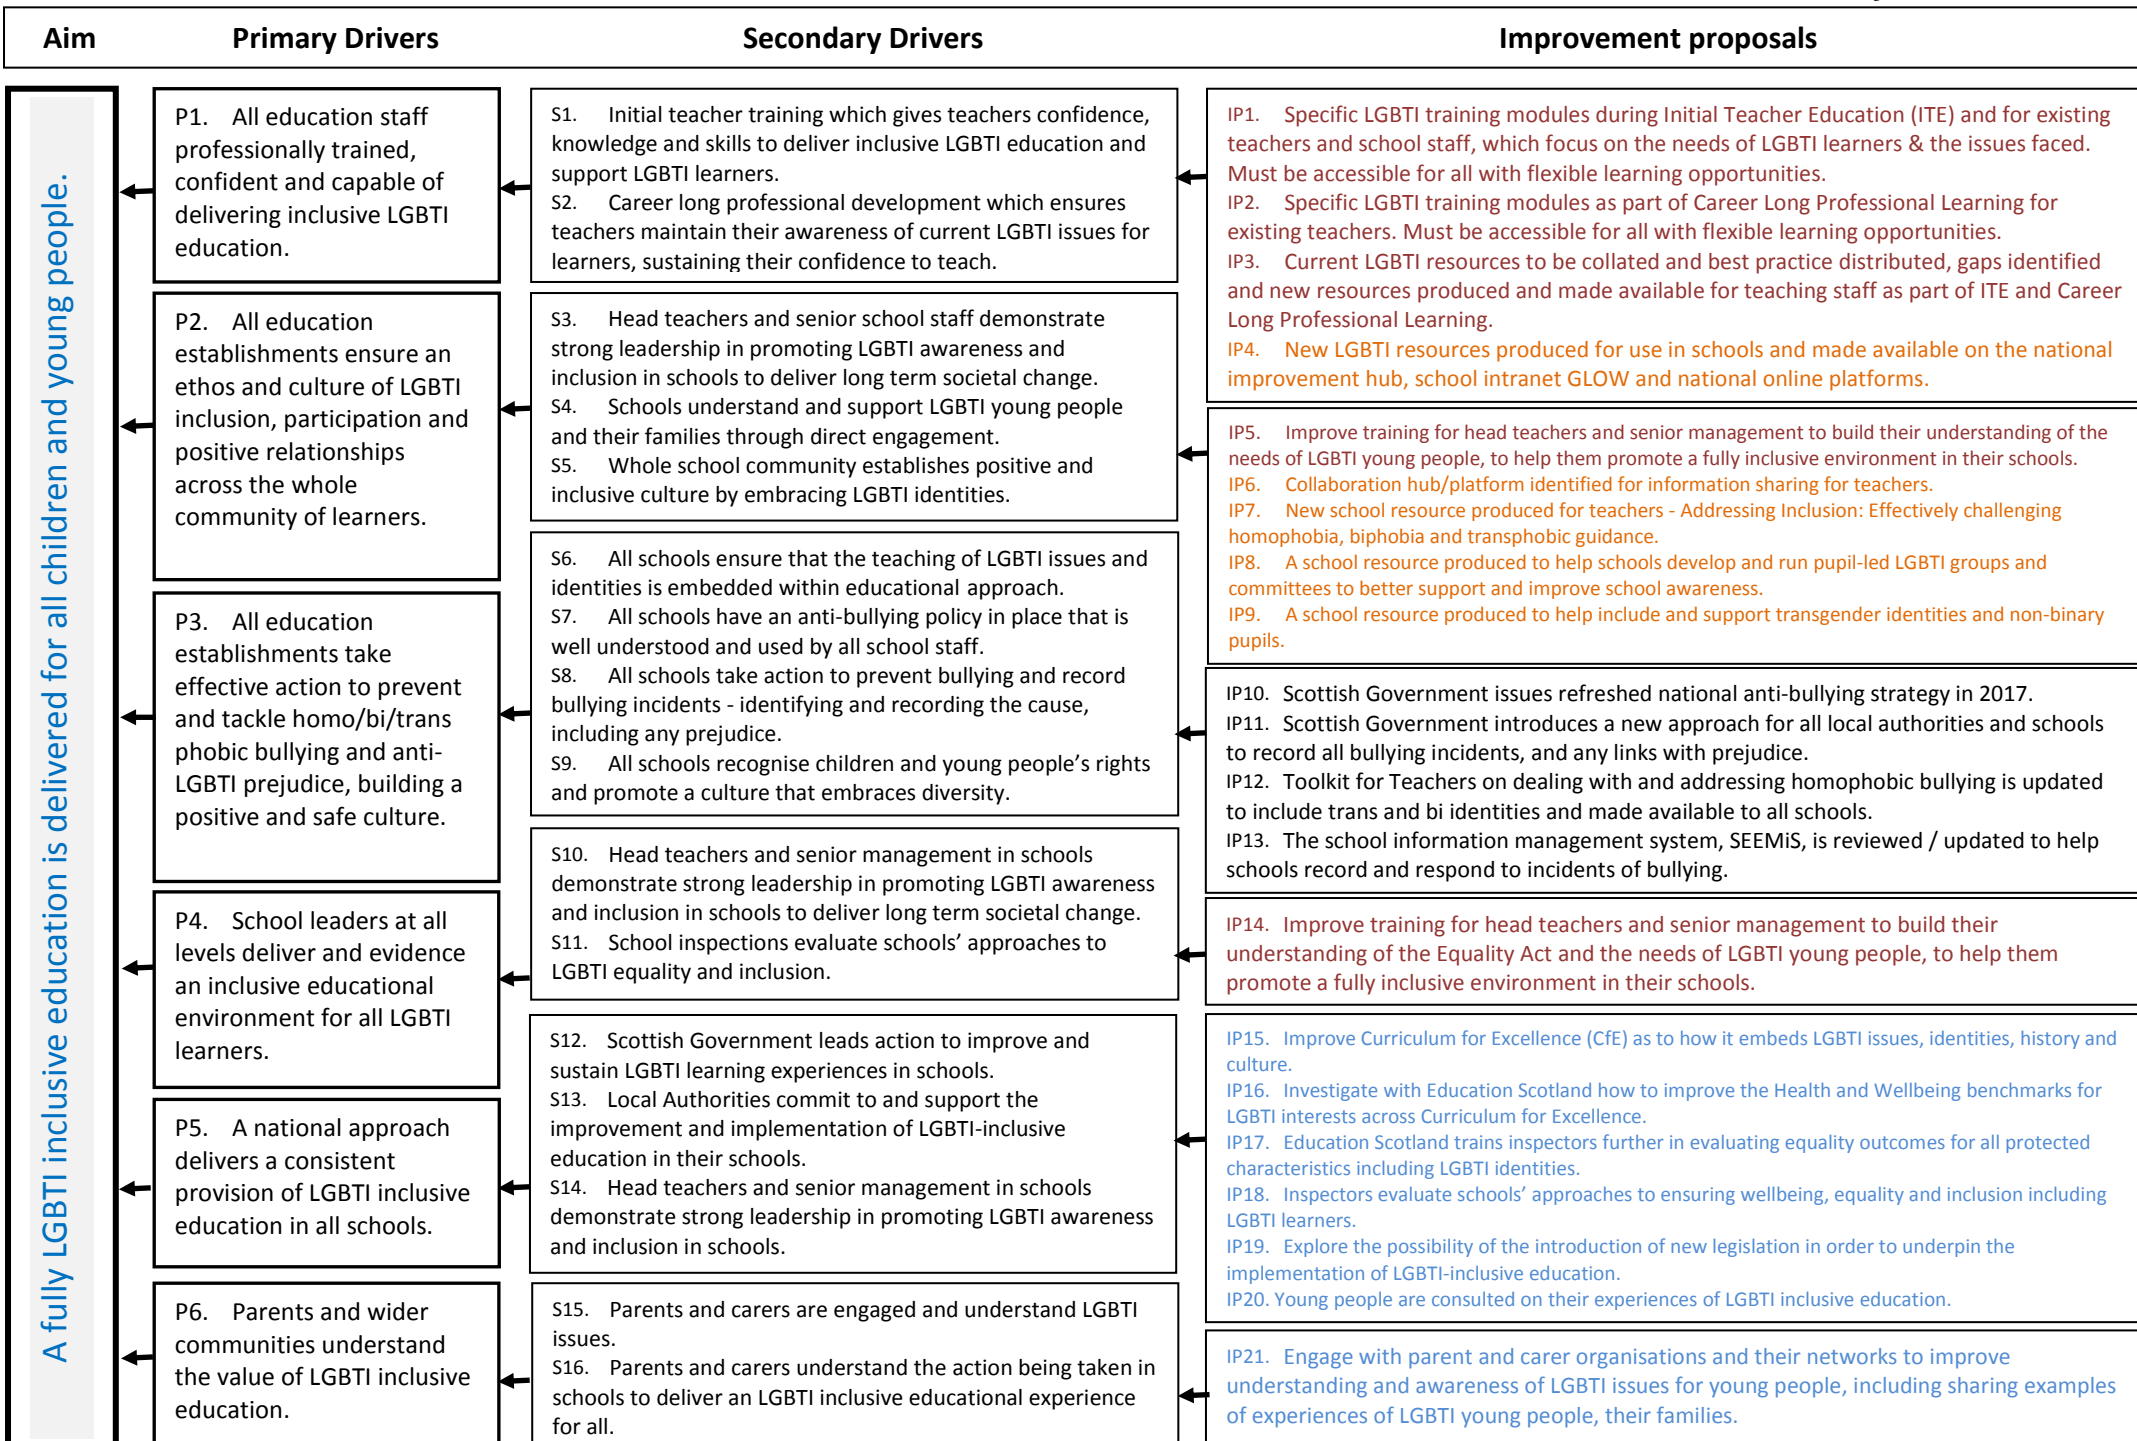 Aim
Primary Drivers
Secondary Drivers
Improvement proposals
A fully LGBTI inclusive education is delivered for all children and young people.
P1. All education staff
professionally trained,
confident and capable of
delivering inclusive LGBTI
education.
P2. All education
establishments ensure an
ethos and culture of LGBTI
inclusion, participation and
positive relationships
across the whole
community of learners.
P3. All education
establishments take
effective action to prevent
and tackle homo/bi/trans
phobic bullying and anti-
LGBTI prejudice, building a
positive and safe culture.
P4. School leaders at all
levels deliver and evidence
an inclusive educational
environment for all LGBTI
learners.
P5. A national approach
delivers a consistent
provision of LGBTI inclusive
education in all schools.
P6. Parents and wider
communities understand
the value of LGBTI inclusive
education.
S1. Initial teacher training which gives teachers confidence,
knowledge and skills to deliver inclusive LGBTI education and
support LGBTI learners.
S2. Career long professional development which ensures
teachers maintain their awareness of current LGBTI issues for
learners, sustaining their confidence to teach.
S3. Head teachers and senior school staff demonstrate
strong leadership in promoting LGBTI awareness and
inclusion in schools to deliver long term societal change.
S4. Schools understand and support LGBTI young people
and their families through direct engagement.
S5. Whole school community establishes positive and
inclusive culture by embracing LGBTI identities.
S6. All schools ensure that the teaching of LGBTI issues and
identities is embedded within educational approach.
S7. All schools have an anti-bullying policy in place that is
well understood and used by all school staff.
S8. All schools take action to prevent bullying and record
bullying incidents - identifying and recording the cause,
including any prejudice.
S9. All schools recognise children and young people's rights
and promote a culture that embraces diversity.
S10. Head teachers and senior management in schools
demonstrate strong leadership in promoting LGBTI awareness
and inclusion in schools to deliver long term societal change.
S11. School inspections evaluate schools' approaches to
LGBTI equality and inclusion.
S12. Scottish Government leads action to improve and
sustain LGBTI learning experiences in schools.
S13. Local Authorities commit to and support the
improvement and implementation of LGBTI-inclusive
education in their schools.
S14. Head teachers and senior management in schools
demonstrate strong leadership in promoting LGBTI awareness
and inclusion in schools.
S15. Parents and carers are engaged and understand LGBTI
issues.
S16. Parents and carers understand the action being taken in
schools to deliver an LGBTI inclusive educational experience
for all.
IP1. Specific LGBTI training modules during Initial Teacher Education (ITE) and for existing
teachers and school staff, which focus on the needs of LGBTI learners & the issues faced.
Must be accessible for all with flexible learning opportunities.
IP2. Specific LGBTI training modules as part of Career Long Professional Learning for
existing teachers. Must be accessible for all with flexible learning opportunities.
IP3. Current LGBTI resources to be collated and best practice distributed, gaps identified
and new resources produced and made available for teaching staff as part of ITE and Career
Long Professional Learning.
IP4. New LGBTI resources produced for use in schools and made available on the national
improvement hub, school intranet GLOW and national online platforms.
IP5. Improve training for head teachers and senior management to build their understanding of the
needs of LGBTI young people, to help them promote a fully inclusive environment in their schools.
IP6. Collaboration hub/platform identified for information sharing for teachers.
IP7. New school resource produced for teachers - Addressing Inclusion: Effectively challenging
homophobia, biphobia and transphobic guidance.
IP8. A school resource produced to help schools develop and run pupil-led LGBTI groups and
committees to better support and improve school awareness.
IP9. A school resource produced to help include and support transgender identities and non-binary
pupils.
IP10. Scottish Government issues refreshed national anti-bullying strategy in 2017.
IP11. Scottish Government introduces a new approach for all local authorities and schools
to record all bullying incidents, and any links with prejudice.
IP12. Toolkit for Teachers on dealing with and addressing homophobic bullying is updated
to include trans and bi identities and made available to all schools.
IP13. The school information management system, SEEMiS, is reviewed / updated to help
schools record and respond to incidents of bullying.
IP14. Improve training for head teachers and senior management to build their
understanding of the Equality Act and the needs of LGBTI young people, to help them
promote a fully inclusive environment in their schools.
IP15. Improve Curriculum for Excellence (CfE) as to how it embeds LGBTI issues, identities, history and
culture.
IP16. Investigate with Education Scotland how to improve the Health and Wellbeing benchmarks for
LGBTI interests across Curriculum for Excellence.
IP17. Education Scotland trains inspectors further in evaluating equality outcomes for all protected
characteristics including LGBTI identities.
IP18. Inspectors evaluate schools' approaches to ensuring wellbeing, equality and inclusion including
LGBTI learners.
IP19. Explore the possibility of the introduction of new legislation in order to underpin the
implementation of LGBTI-inclusive education.
IP20. Young people are consulted on their experiences of LGBTI inclusive education.
IP21. Engage with parent and carer organisations and their networks to improve
understanding and awareness of LGBTI issues for young people, including sharing examples
of experiences of LGBTI young people, their families.